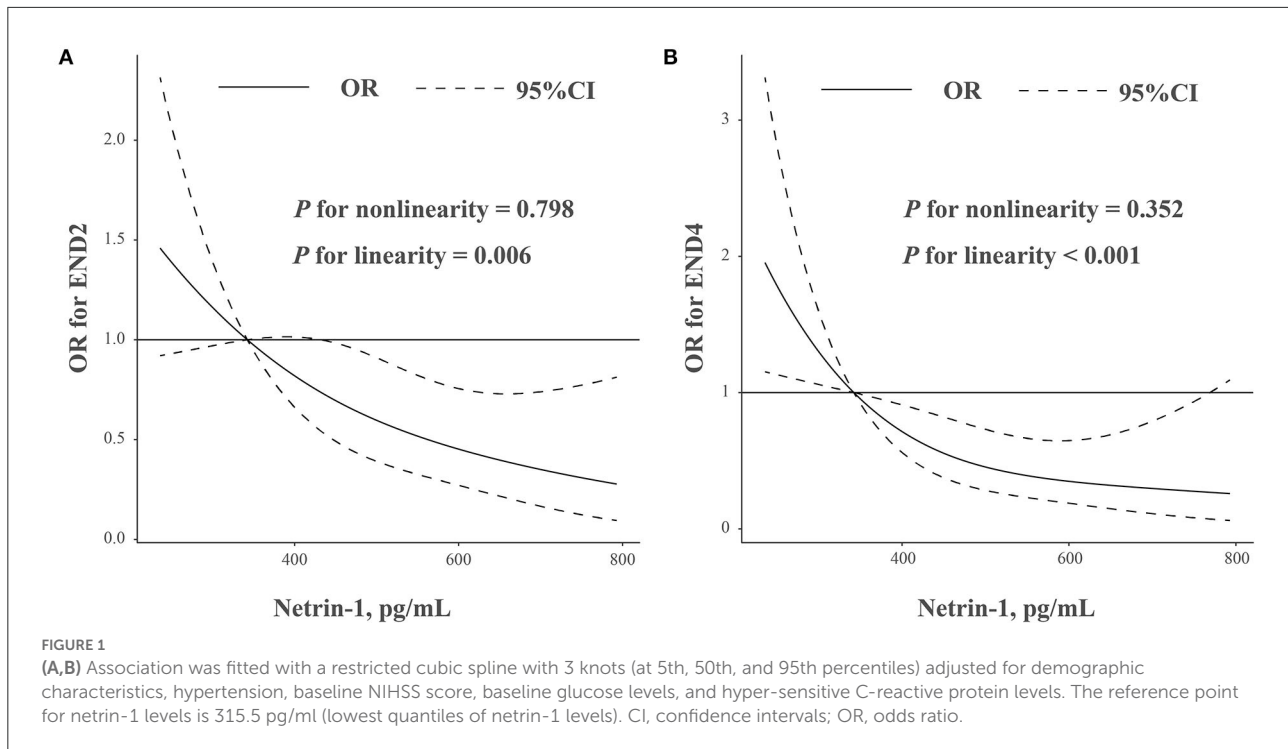 A
OR
95%CI
2.0
1.5
1.0
0.5
0.0
OR for END2
P for nonlinearity = 0.798
P for linearity = 0.006
400
600
800
Netrin-1, pg/mL
B
OR
95%CI
3
2
1
0
OR for END4
P for nonlinearity = 0.352
P for linearity < 0.001
400
600
800
Netrin-1, pg/mL
FIGURE 1
(A,B) Association was fitted with a restricted cubic spline with 3 knots (at 5th, 50th, and 95th percentiles) adjusted for demographic
characteristics, hypertension, baseline NIHSS score, baseline glucose levels, and hyper-sensitive C-reactive protein levels. The reference point
for netrin-1 levels is 315.5 pg/ml (lowest quantiles of netrin-1 levels). CI, confidence intervals; OR, odds ratio.